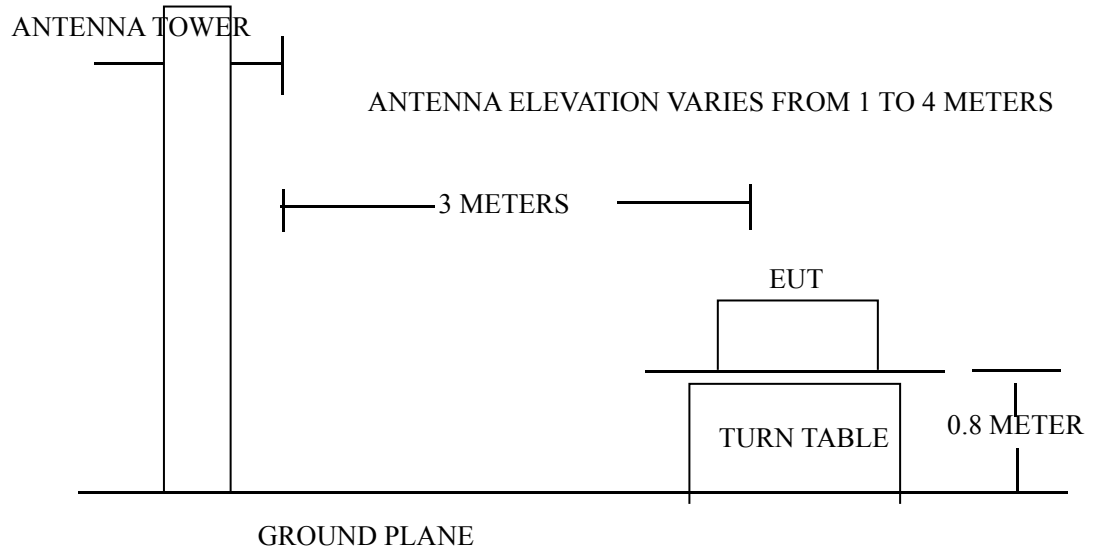 ANTENNA TOWER
ANTENNA ELEVATION VARIES FROM 1 TO 4 METERS
3 METERS
EUT
TURN TABLE
0.8 METER
GROUND PLANE